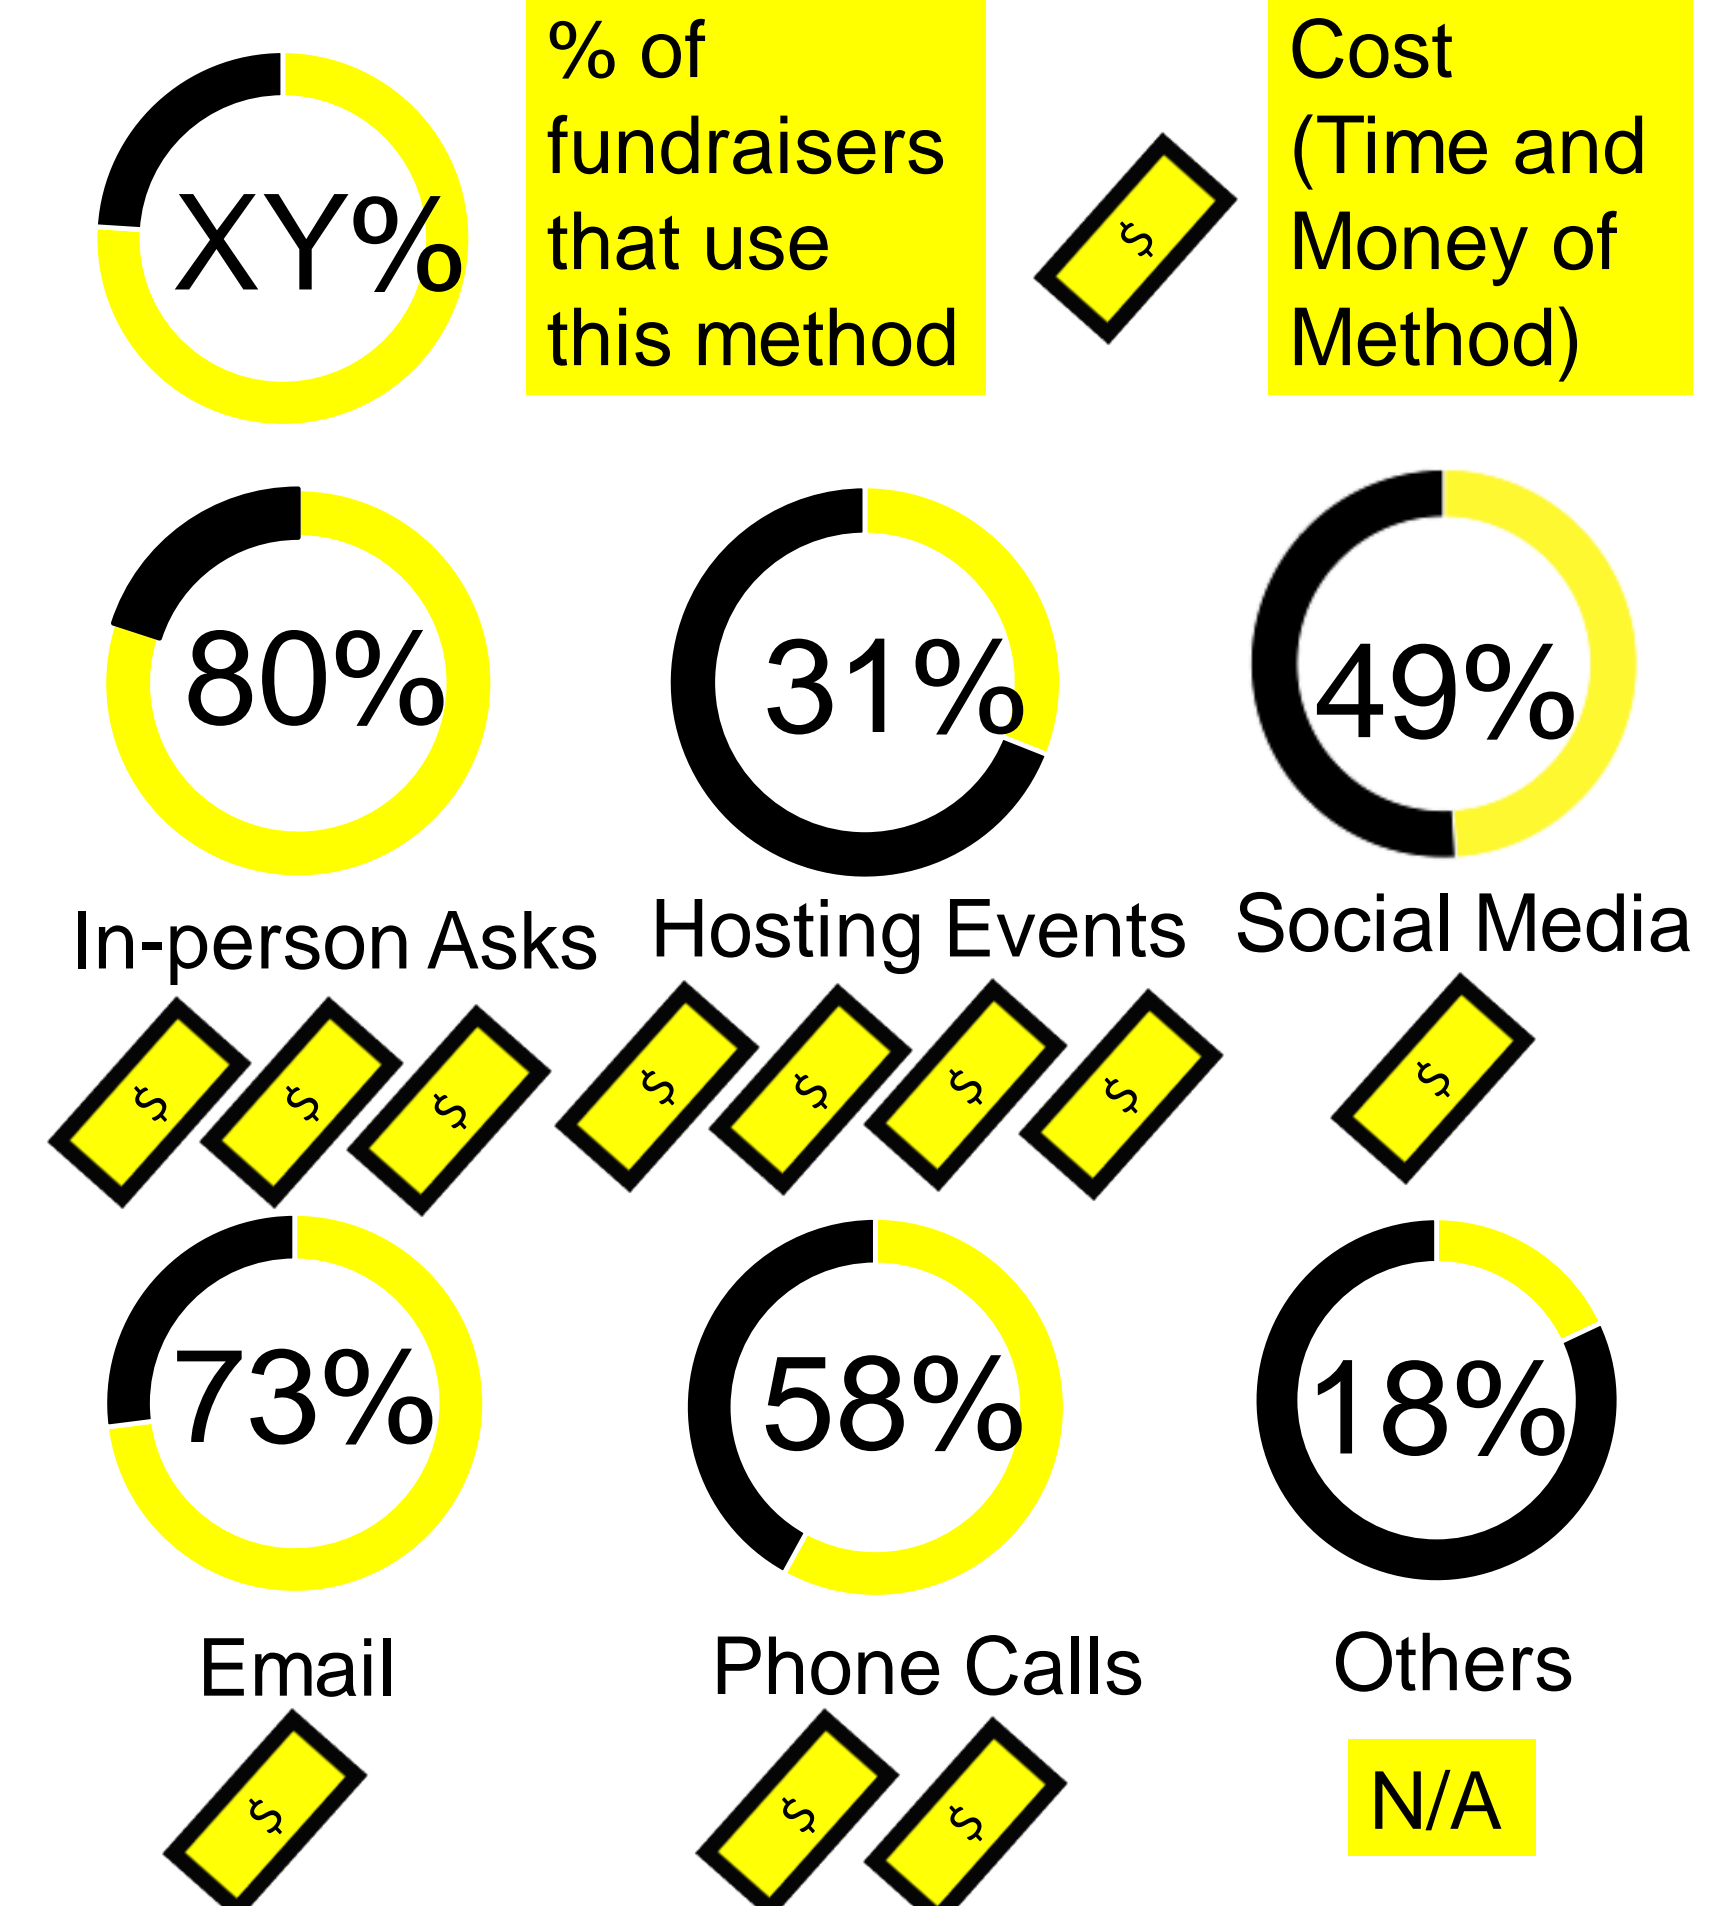 XY%
% of
fundraisers
that use
this method
$
Cost
(Time and
Money of
Method)
80%
31%
49%
In-person Asks
Hosting Events
Social Media
$
$
$
$
$
$
$
$
73%
58%
18%
Email
Phone Calls
Others
$
$
$
N/A